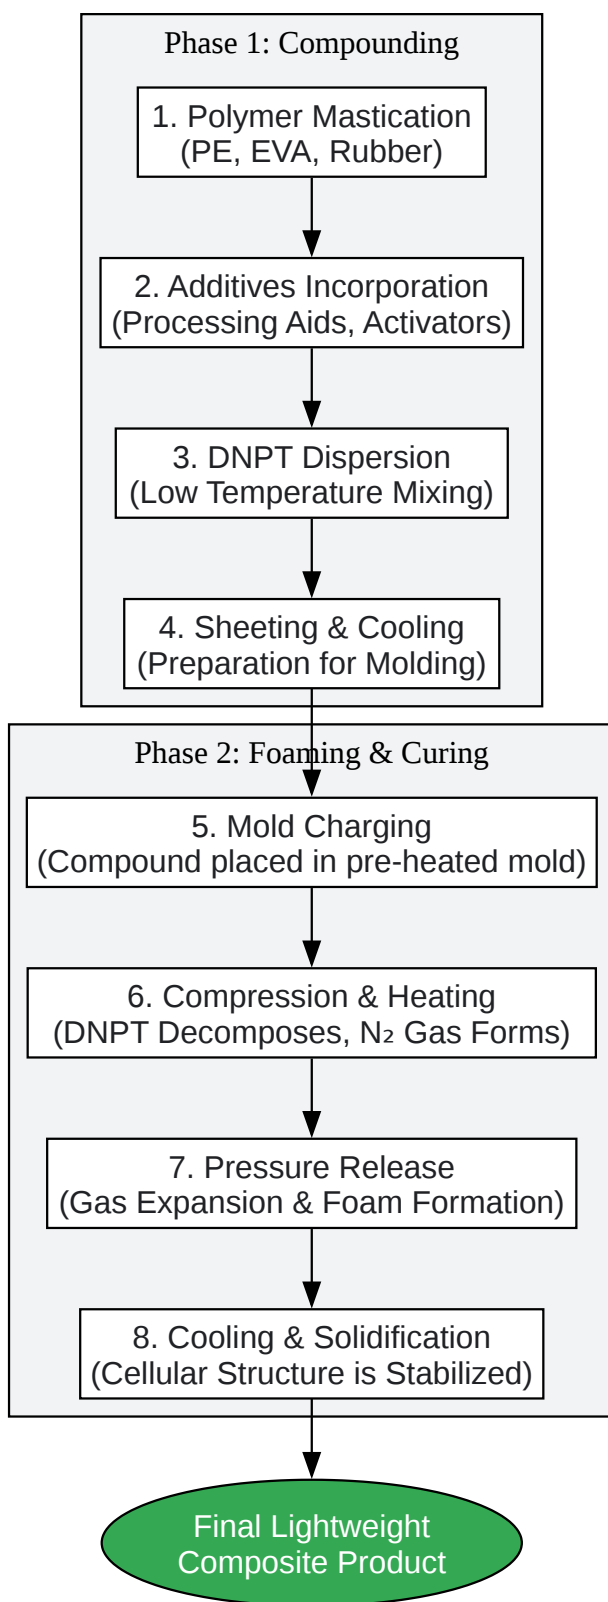 Phase 1: Compounding
1. Polymer Mastication
(PE, EVA, Rubber)
2. Additives Incorporation
(Processing Aids, Activators)
3. DNPT Dispersion
(Low Temperature Mixing)
4. Sheeting & Cooling
(Preparation for Molding)
Phase 2: Foaming & Curing
5. Mold Charging
(Compound placed in pre-heated mold)
6. Compression & Heating
(DNPT Decomposes, N₂ Gas Forms)
7. Pressure Release
(Gas Expansion & Foam Formation)
8. Cooling & Solidification
(Cellular Structure is Stabilized)
Final Lightweight
Composite Product